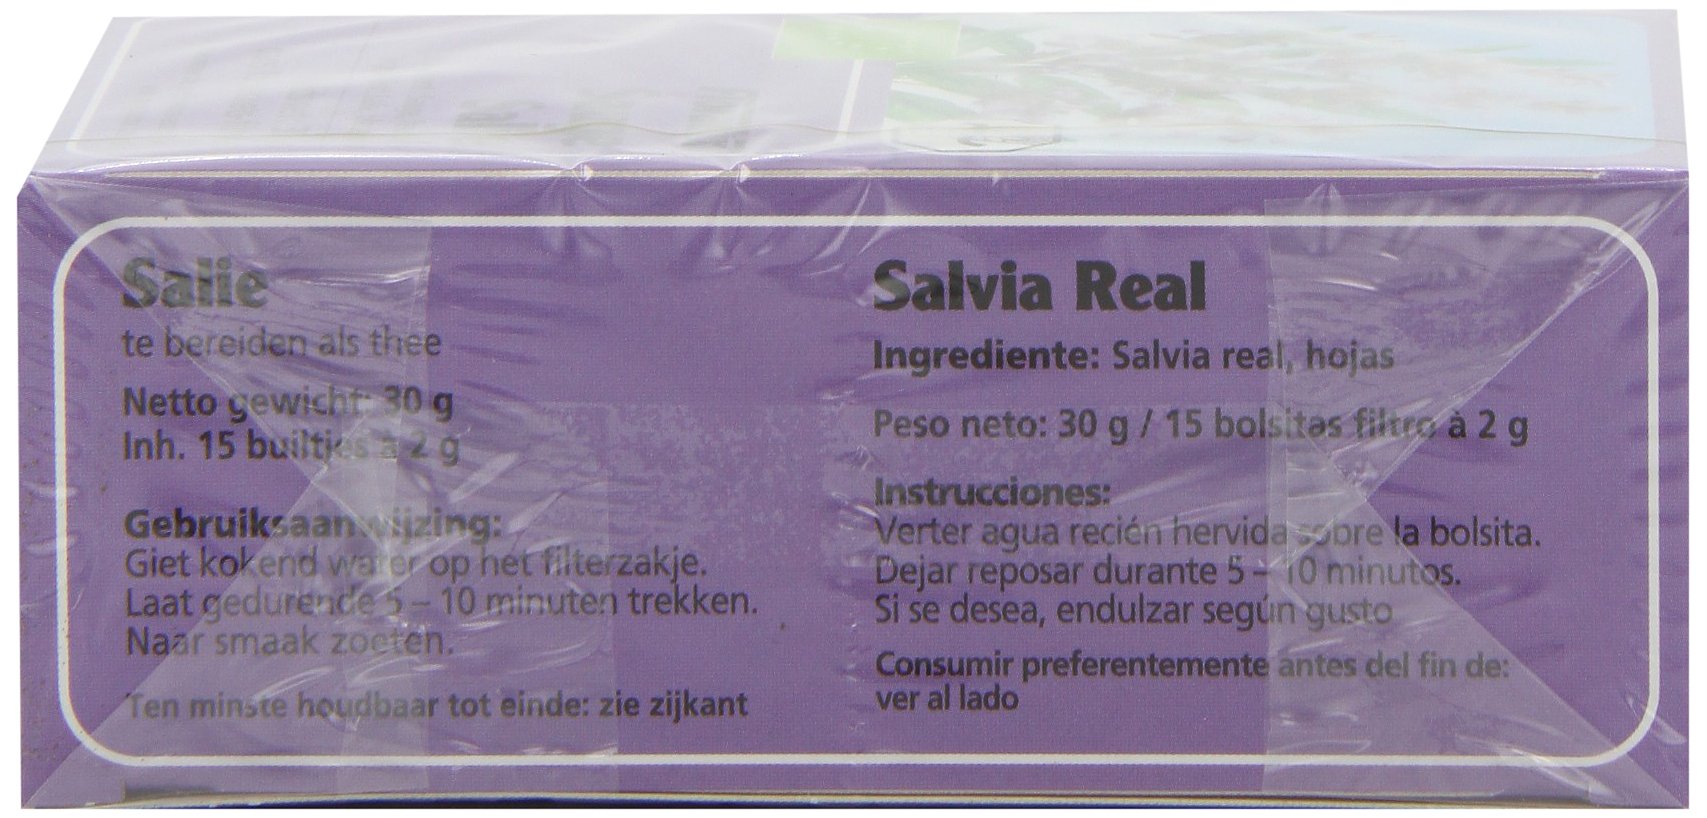 Salie
te bereiden als thee
Netto gewicht: 30 g
Inh. 15 builtjes à 2 g
Gebruiksaanwijzing:
Giet kokend water op het filterzakje.
Laat gedurende 5 – 10 minuten trekken.
Naar smaak zoeten.
Ten minste houdbaar tot einde: zie zijkant
Salvia Real
Ingrediente: Salvia real, hojas
Peso neto: 30 g / 15 bolsitas filtro à 2 g
Instrucciones:
Verter agua recién hervida sobre la bolsita.
Dejar reposar durante 5 – 10 minutos.
Si se desea, endulzar según gusto
Consumir preferentemente antes del fin de:
ver al lado